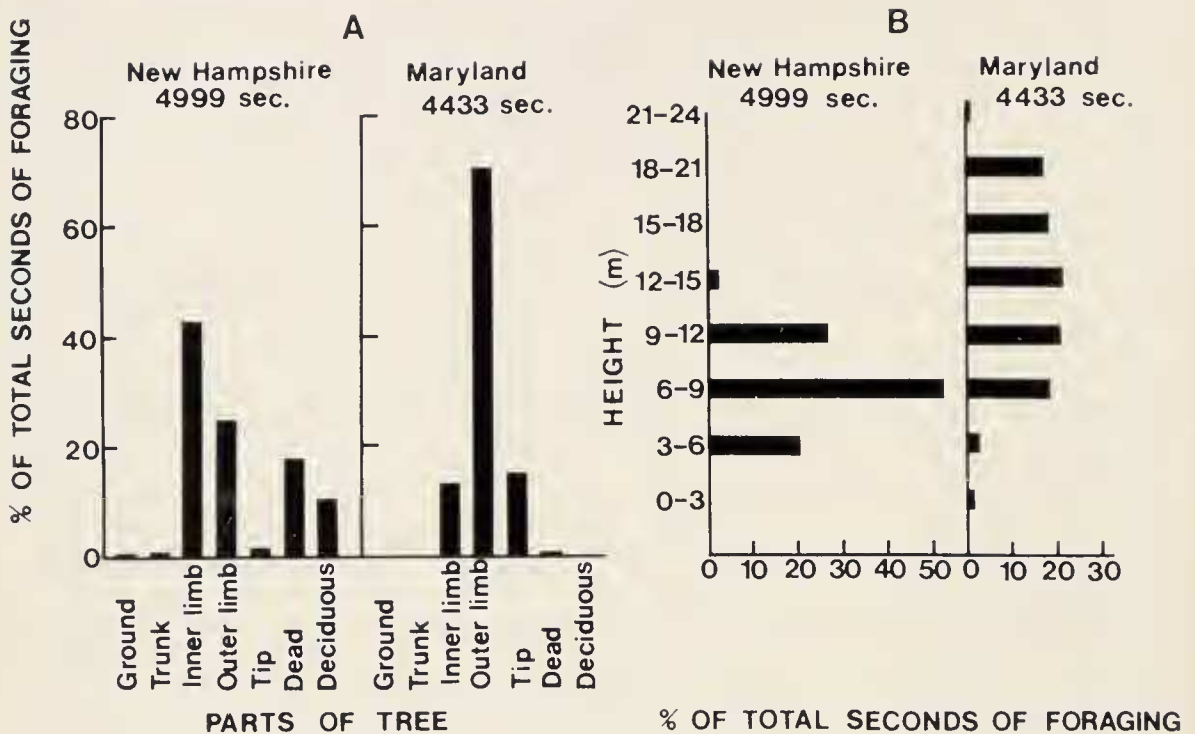 A
New Hampshire
4999 sec.
Maryland
4433 sec.
% OF TOTAL SECONDS OF FORAGING
80
60
40
20
0
Ground
Trunk
Inner limb
Outer limb
Tip
Dead
Deciduous
Ground
Trunk
Inner limb
Outer limb
Tip
Dead
Deciduous
PARTS OF TREE
B
New Hampshire
4999 sec.
Maryland
4433 sec.
HEIGHT (m)
21-24
18-21
15-18
12-15
9-12
6-9
3-6
0-3
0 10 20 30 40 50
0 10 20 30
% OF TOTAL SECONDS OF FORAGING